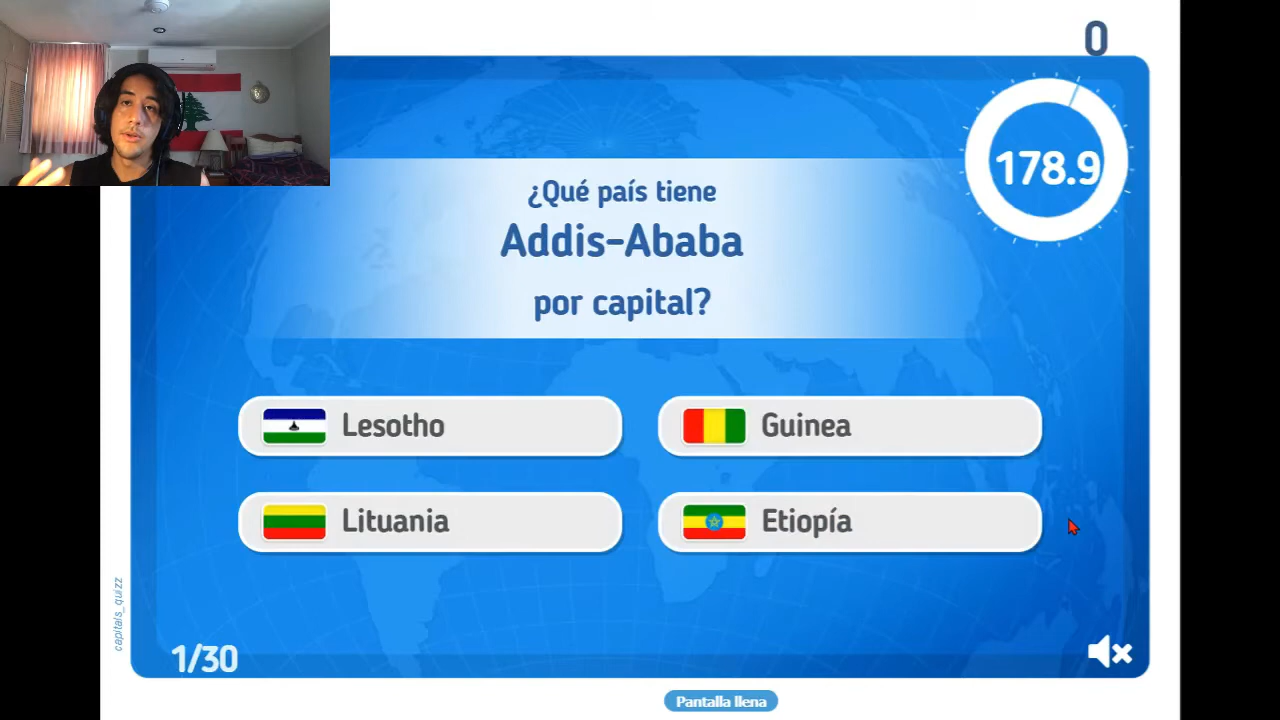 0
178.9
¿Qué país tiene
Addis-Ababa
por capital?
Lesotho
Guinea
Lituania
Etiopía
capitals_quizz
1/30
Pantalla llena